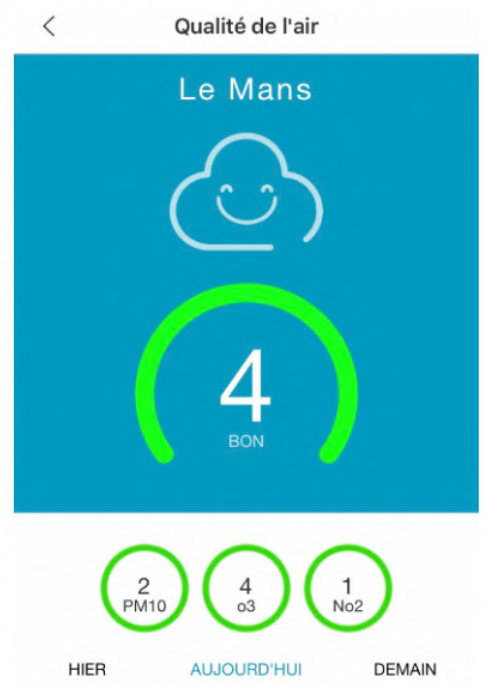 Qualité de l'air
Le Mans
4
BON
2
PM10
4
o3
1
No2
HIER
AUJOURD'HUI
DEMAIN